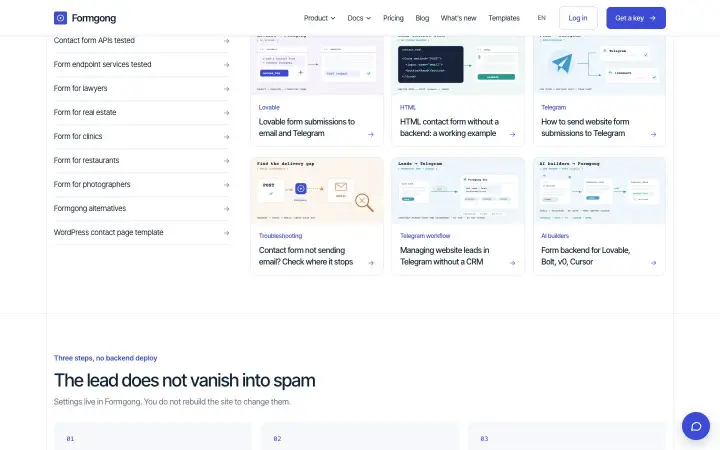 Formgong
Product
Docs
Pricing
Blog
What's new
Templates
EN
Log in
Get a key
Contact form APIs tested
Form endpoint services tested
Form for lawyers
Form for real estate
Form for clinics
Form for restaurants
Form for photographers
Formgong alternatives
WordPress contact page template
Lovable
Lovable form submissions to
email and Telegram
HTML
HTML contact form without a
backend: a working example
Telegram
Telegram
How to send website form
submissions to Telegram
Find the delivery gap
POST
Troubleshooting
Contact form not sending
email? Check where it stops
Leads → Telegram
Telegram workflow
Managing website leads in
Telegram without a CRM
AI builders → Formgong
AI builders
Form backend for Lovable,
Bolt, v0, Cursor
Three steps, no backend deploy
The lead does not vanish into spam
Settings live in Formgong. You do not rebuild the site to change them.
01
02
03